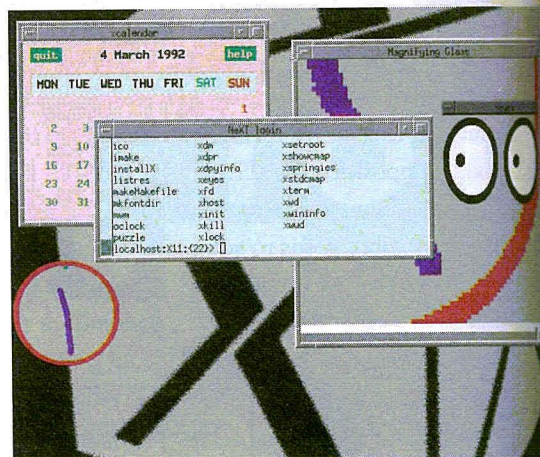 xcalendar
quit 4 March 1992 help
MON TUE WED THU FRI SAT SUN
1
2 3
9 10
16 17
23 24
30 31
Magnifying Glass
xeyes
NeXT login
ico xdm xsetroot
imake xdpr xshowcmap
installX xdpyinfo xspringies
listres xeyes xstdcmap
makeMakefile xfd xterm
mkfontdir xhost xwd
mwm xinit xwininfo
oclock xkill xwud
puzzle xlock
localhost:X11:{22}>